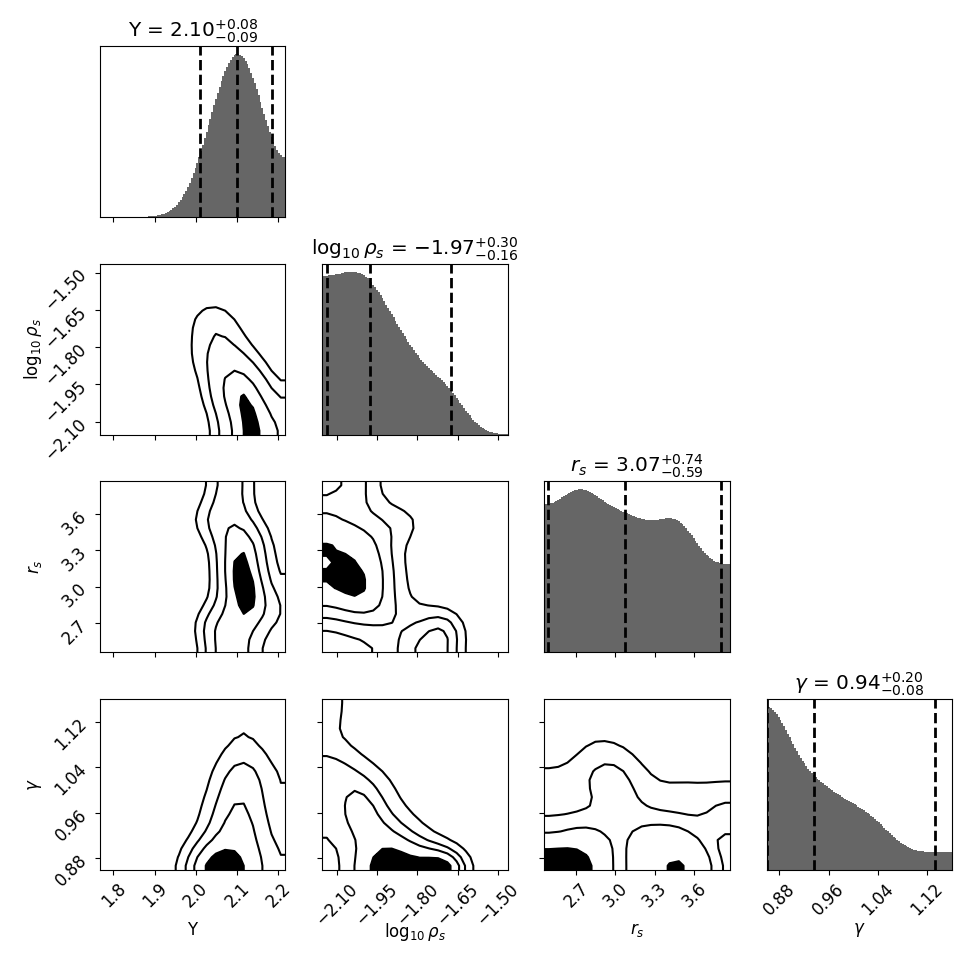 Y = 2.10+0.08−0.09
log10 ρs = −1.97+0.30−0.16
−1.50
−1.65
−1.80
−1.95
−2.10
log10 ρs
rs = 3.07+0.74−0.59
3.6
3.3
3.0
2.7
rs
γ = 0.94+0.20−0.08
1.12
1.04
0.96
0.88
γ
1.8 1.9 2.0 2.1 2.2
Y
−2.10 −1.95 −1.80 −1.65 −1.50
log10 ρs
2.7 3.0 3.3 3.6
rs
0.88 0.96 1.04 1.12
γ